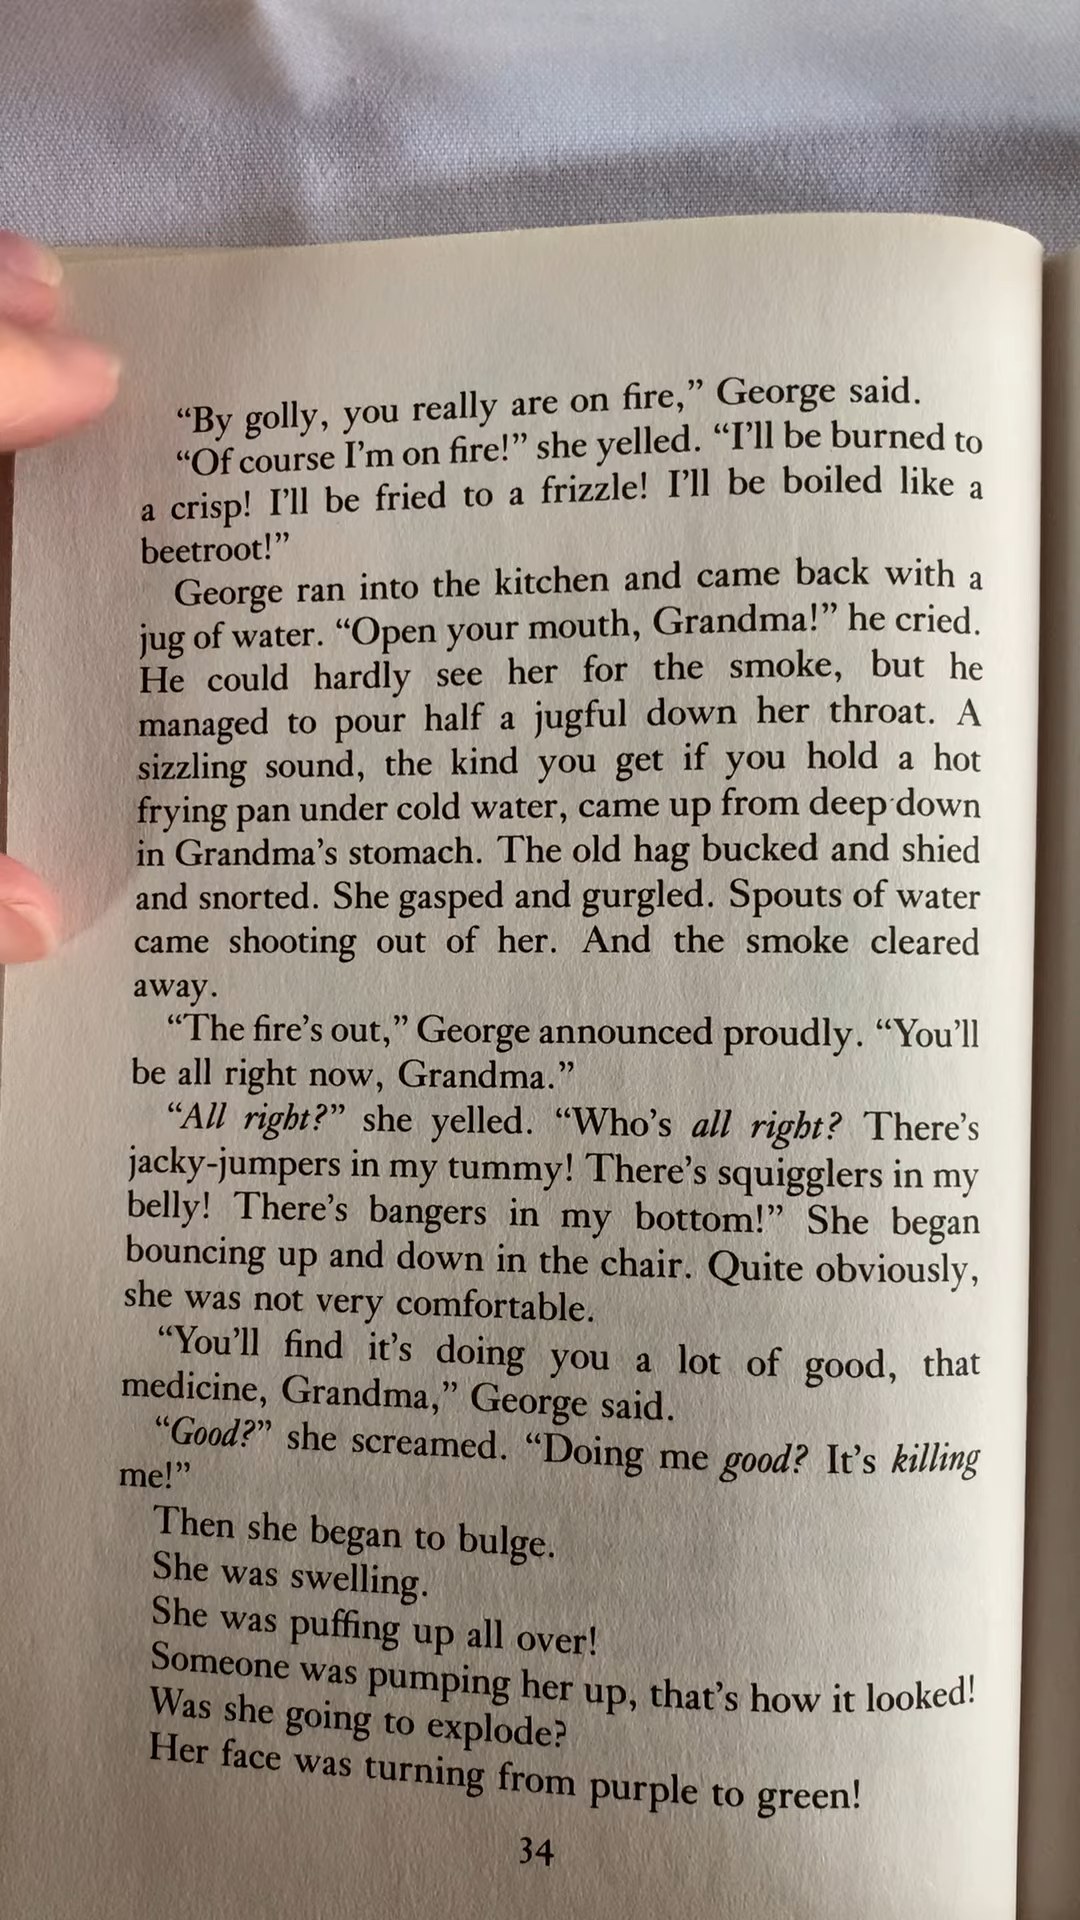 “By golly, you really are on fire,” George said.
“Of course I'm on fire!” she yelled. “I'll be burned to
a crisp! I'll be fried to a frizzle! I'll be boiled like a
beetroot!”
George ran into the kitchen and came back with a
jug of water. “Open your mouth, Grandma!” he cried.
He could hardly see her for the smoke, but he
managed to pour half a jugful down her throat. A
sizzling sound, the kind you get if you hold a hot
frying pan under cold water, came up from deep down
in Grandma's stomach. The old hag bucked and shied
and snorted. She gasped and gurgled. Spouts of water
came shooting out of her. And the smoke cleared
away.
“The fire's out,” George announced proudly. “You'll
be all right now, Grandma.”
“All right?” she yelled. “Who's all right? There's
jacky-jumpers in my tummy! There's squigglers in my
belly! There's bangers in my bottom!” She began
bouncing up and down in the chair. Quite obviously,
she was not very comfortable.
“You'll find it's doing you a lot of good, that
medicine, Grandma,” George said.
“Good?” she screamed. “Doing me good? It's killing
me!”
Then she began to bulge.
She was swelling.
She was puffing up all over!
Someone was pumping her up, that's how it looked!
Was she going to explode?
Her face was turning from purple to green!
34